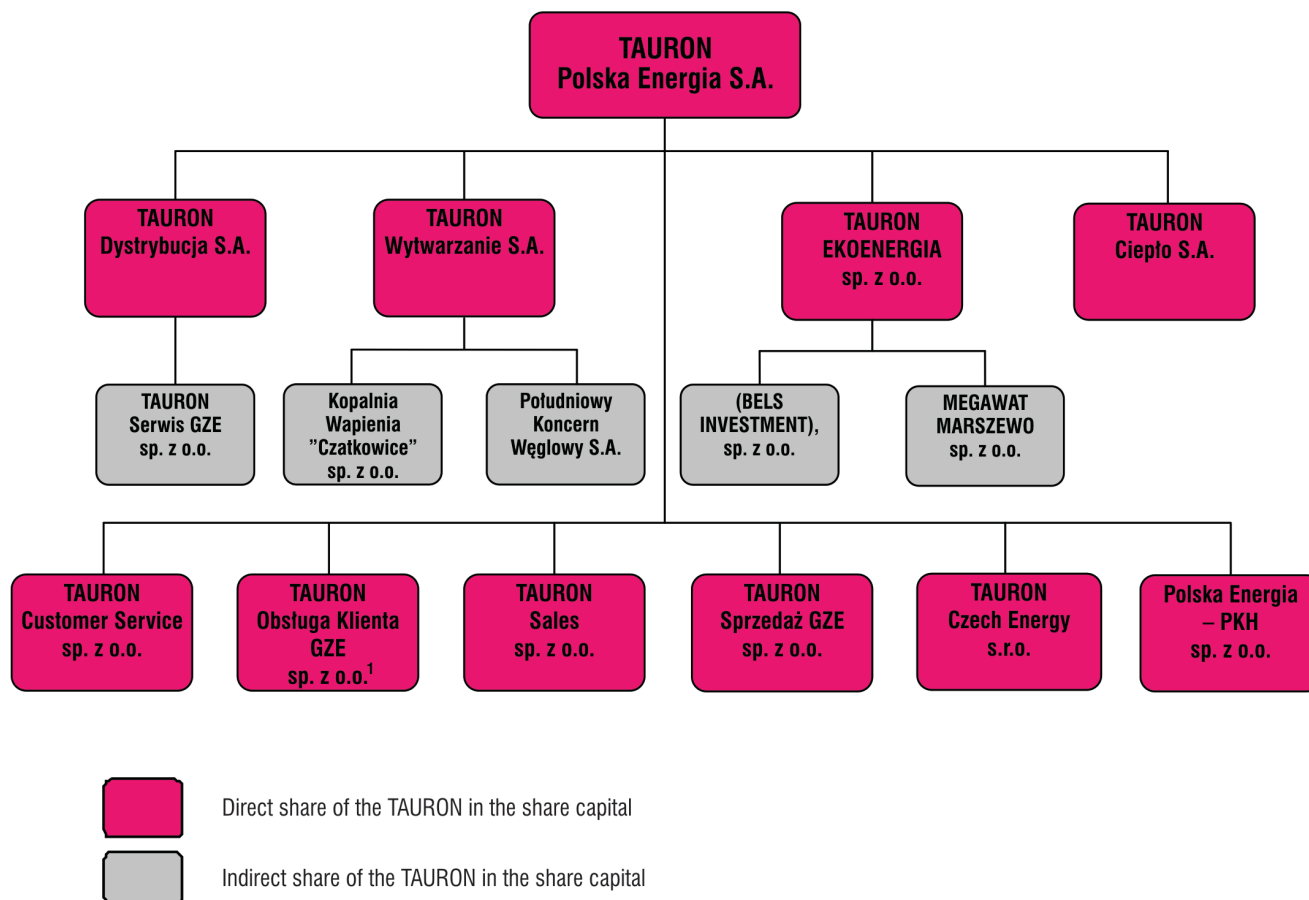 TAURON
Polska Energia S.A.
TAURON
Dystrybucja S.A.
TAURON
Wytwarzanie S.A.
TAURON
EKOENERGIA
sp. z o.o.
TAURON
Ciepło S.A.
TAURON
Serwis GZE
sp. z o.o.
Kopalnia
Wapienia
”Czatkowice”
sp. z o.o.
Południowy
Koncern
Węglowy S.A.
(BELS
INVESTMENT),
sp. z o.o.
MEGAWAT
MARSZEWO
sp. z o.o.
TAURON
Customer Service
sp. z o.o.
TAURON
Obsługa Klienta
GZE
sp. z o.o.¹
TAURON
Sales
sp. z o.o.
TAURON
Sprzedaż GZE
sp. z o.o.
TAURON
Czech Energy
s.r.o.
Polska Energia
– PKH
sp. z o.o.
Direct share of the TAURON in the share capital
Indirect share of the TAURON in the share capital